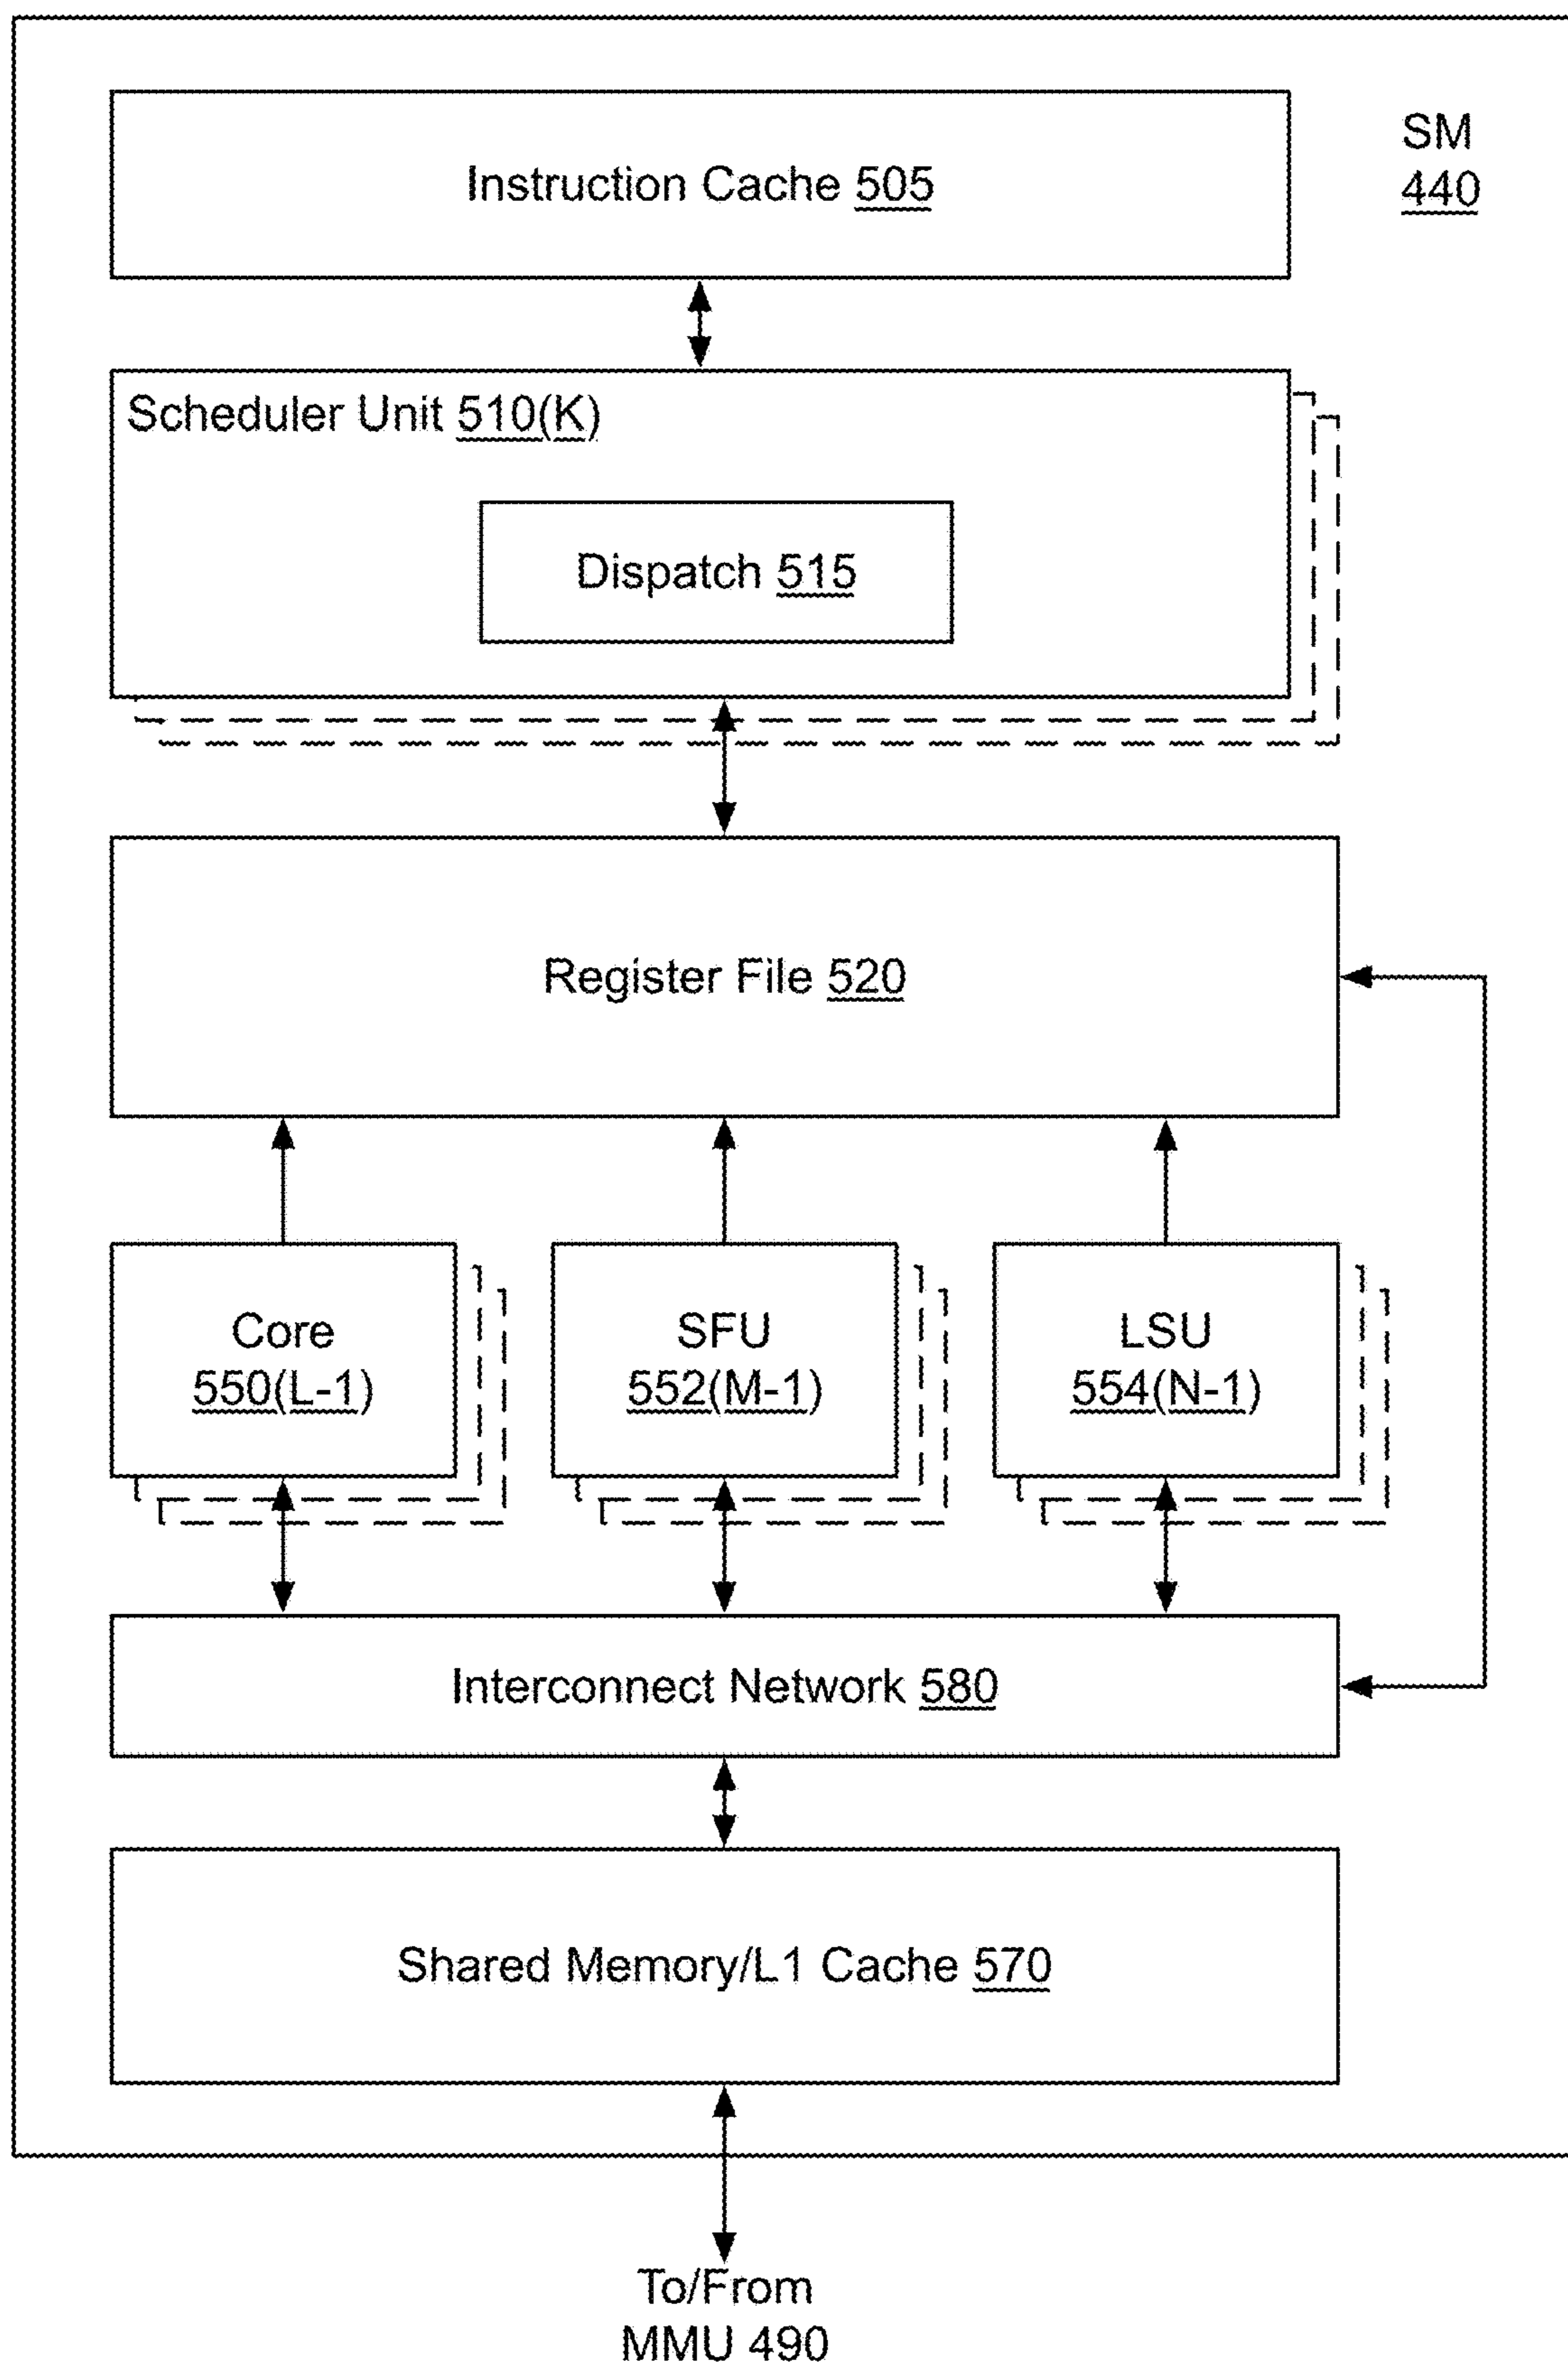 Instruction Cache 505
SM
440
Scheduler Unit 510(K)
Dispatch 515
Register File 520
Core
550(L-1)
SFU
552(M-1)
LSU
554(N-1)
Interconnect Network 580
Shared Memory/L1 Cache 570
To/From
MMU 490